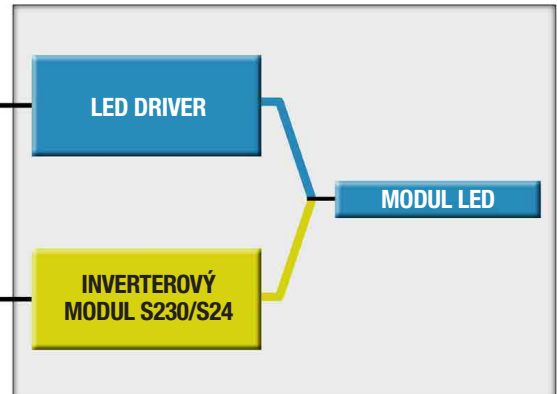 LED DRIVER
MODUL LED
INVERTEROVÝ
MODUL S230/S24